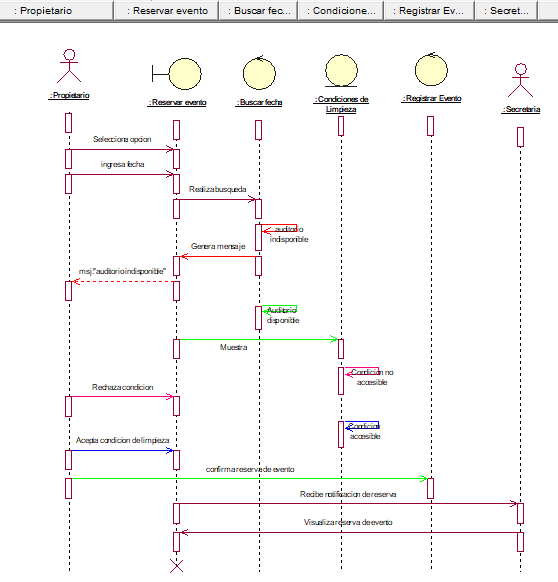 : Propietario
: Reservar evento
: Buscar fec...
: Condicione...
: Registrar Ev...
: Secret...
: Propietario
: Reservar evento
: Buscar fecha
: Condiciones de
Limpieza
: Registrar Evento
: Secretaria
Selecciona opcion
ingresa fecha
Realiza busqueda
auditorio
indisponible
Genera mensaje
msj:"auditorio indisponible"
Auditorio
disponible
Muestra
Condicion no
accesible
Rechaza condicion
Condicion
accesible
Acepta condicion de limpieza
confirma reserva de evento
Recibe notificacion de reserva
Visualiza reserva de evento